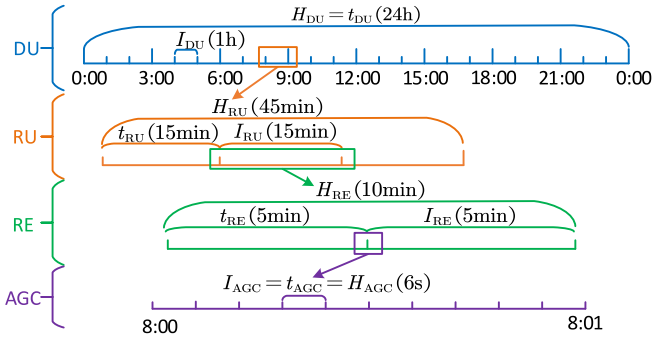 H_DU = t_DU (24h)
DU
I_DU (1h)
0:00 3:00 6:00 9:00 12:00 15:00 18:00 21:00 0:00
H_RU (45min)
RU
t_RU (15min) I_RU (15min)
H_RE (10min)
RE
t_RE (5min) I_RE (5min)
AGC
I_AGC = t_AGC = H_AGC (6s)
8:00 8:01